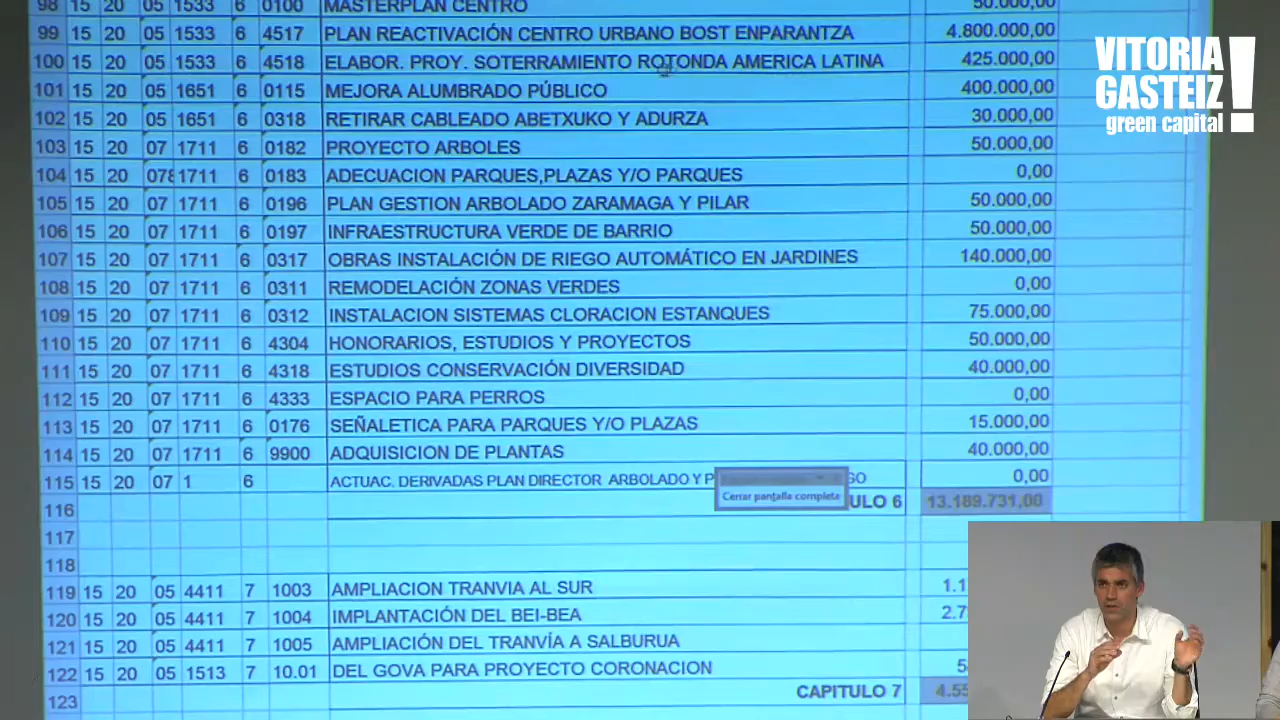 98 15 20 05 1533 6 0100 MASTERPLAN CENTRO 50.000,00
99 15 20 05 1533 6 4517 PLAN REACTIVACIÓN CENTRO URBANO BOST ENPARANTZA 4.800.000,00
100 15 20 05 1533 6 4518 ELABOR. PROY. SOTERRAMIENTO ROTONDA AMERICA LATINA 425.000,00
101 15 20 05 1651 6 0115 MEJORA ALUMBRADO PÚBLICO 400.000,00
102 15 20 05 1651 6 0318 RETIRAR CABLEADO ABETXUKO Y ADURZA 30.000,00
103 15 20 07 1711 6 0182 PROYECTO ARBOLES 50.000,00
104 15 20 078 1711 6 0183 ADECUACION PARQUES,PLAZAS Y/O PARQUES 0,00
105 15 20 07 1711 6 0196 PLAN GESTION ARBOLADO ZARAMAGA Y PILAR 50.000,00
106 15 20 07 1711 6 0197 INFRAESTRUCTURA VERDE DE BARRIO 50.000,00
107 15 20 07 1711 6 0317 OBRAS INSTALACIÓN DE RIEGO AUTOMÁTICO EN JARDINES 140.000,00
108 15 20 07 1711 6 0311 REMODELACIÓN ZONAS VERDES 0,00
109 15 20 07 1711 6 0312 INSTALACION SISTEMAS CLORACION ESTANQUES 75.000,00
110 15 20 07 1711 6 4304 HONORARIOS, ESTUDIOS Y PROYECTOS 50.000,00
111 15 20 07 1711 6 4318 ESTUDIOS CONSERVACIÓN DIVERSIDAD 40.000,00
112 15 20 07 1711 6 4333 ESPACIO PARA PERROS 0,00
113 15 20 07 1711 6 0176 SEÑALETICA PARA PARQUES Y/O PLAZAS 15.000,00
114 15 20 07 1711 6 9900 ADQUISICION DE PLANTAS 40.000,00
115 15 20 07 1 6 ACTUAC. DERIVADAS PLAN DIRECTOR ARBOLADO Y P GO 0,00
Cerrar pantalla completa
116 ULO 6 13.189.731,00
117
118
119 15 20 05 4411 7 1003 AMPLIACION TRANVIA AL SUR 1.1
120 15 20 05 4411 7 1004 IMPLANTACIÓN DEL BEI-BEA 2.7
121 15 20 05 4411 7 1005 AMPLIACIÓN DEL TRANVÍA A SALBURUA
122 15 20 05 1513 7 10.01 DEL GOVA PARA PROYECTO CORONACION 5
123 CAPITULO 7 4.55
VITORIA
GASTEIZ!
green capital